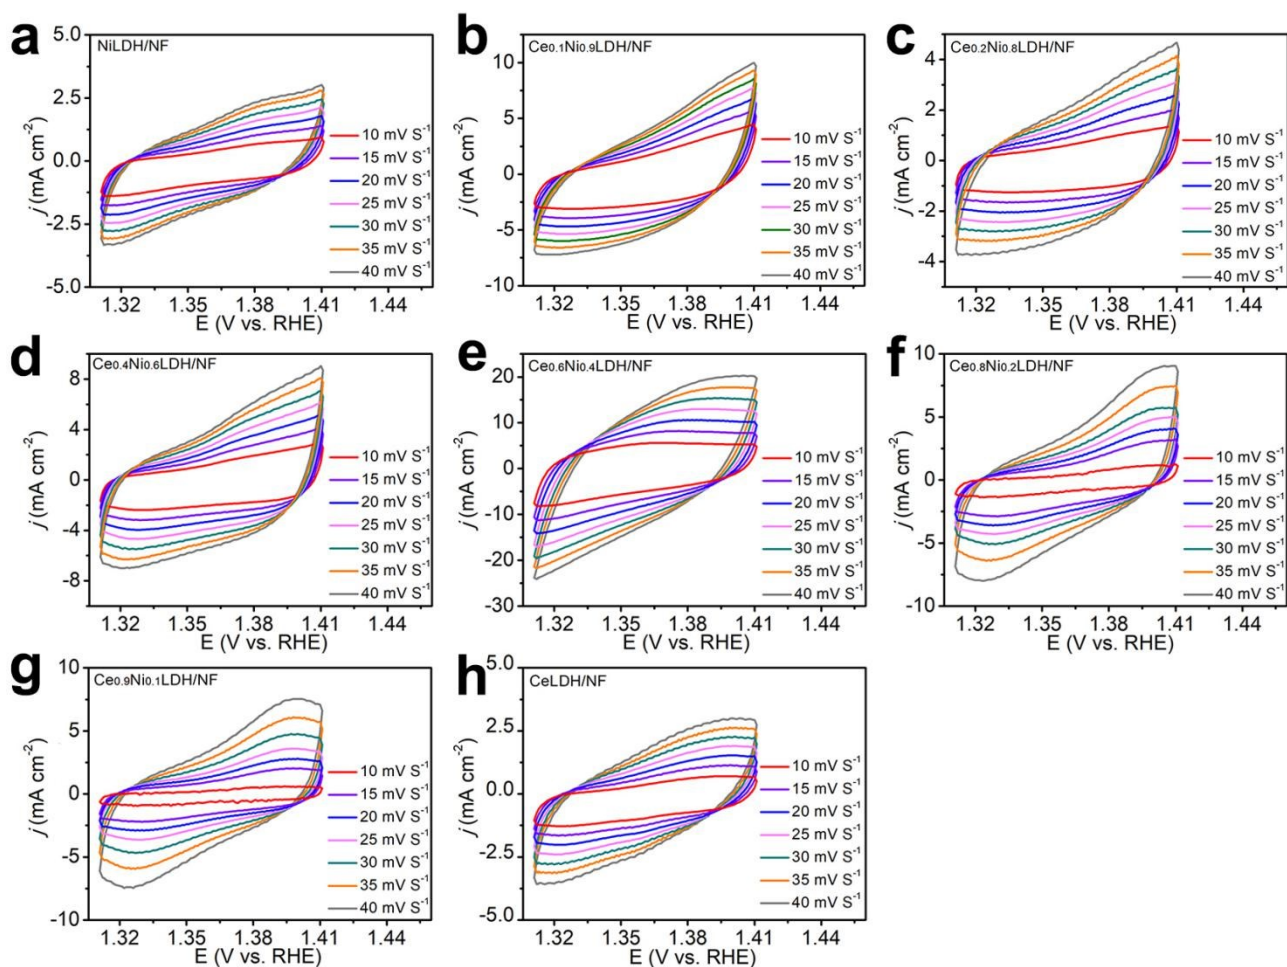 a
NiLDH/NF
5.0
2.5
0.0
-2.5
5.0
j (mA cm⁻²)
1.32 1.35 1.38 1.41 1.44
E (V vs. RHE)
10 mV S⁻¹
15 mV S⁻¹
20 mV S⁻¹
25 mV S⁻¹
30 mV S⁻¹
35 mV S⁻¹
40 mV S⁻¹
b
Ce0.1Ni0.9LDH/NF
10
5
0
-5
-10
j (mA cm⁻²)
1.32 1.35 1.38 1.41 1.44
E (V vs. RHE)
10 mV S⁻¹
15 mV S⁻¹
20 mV S⁻¹
25 mV S⁻¹
30 mV S⁻¹
35 mV S⁻¹
40 mV S⁻¹
c
Ce0.2Ni0.8LDH/NF
4
2
0
-2
-4
j (mA cm⁻²)
1.32 1.35 1.38 1.41 1.44
E (V vs. RHE)
10 mV S⁻¹
15 mV S⁻¹
20 mV S⁻¹
25 mV S⁻¹
30 mV S⁻¹
35 mV S⁻¹
40 mV S⁻¹
d
Ce0.4Ni0.6LDH/NF
8
4
0
-4
-8
j (mA cm⁻²)
1.32 1.35 1.38 1.41 1.44
E (V vs. RHE)
10 mV S⁻¹
15 mV S⁻¹
20 mV S⁻¹
25 mV S⁻¹
30 mV S⁻¹
35 mV S⁻¹
40 mV S⁻¹
e
Ce0.6Ni0.4LDH/NF
20
10
0
-10
-20
-30
j (mA cm⁻²)
1.32 1.35 1.38 1.41 1.44
E (V vs. RHE)
10 mV S⁻¹
15 mV S⁻¹
20 mV S⁻¹
25 mV S⁻¹
30 mV S⁻¹
35 mV S⁻¹
40 mV S⁻¹
f
Ce0.8Ni0.2LDH/NF
10
5
0
-5
-10
j (mA cm⁻²)
1.32 1.35 1.38 1.41 1.44
E (V vs. RHE)
10 mV S⁻¹
15 mV S⁻¹
20 mV S⁻¹
25 mV S⁻¹
30 mV S⁻¹
35 mV S⁻¹
40 mV S⁻¹
g
Ce0.9Ni0.1LDH/NF
10
5
0
-5
-10
j (mA cm⁻²)
1.32 1.35 1.38 1.41 1.44
E (V vs. RHE)
10 mV S⁻¹
15 mV S⁻¹
20 mV S⁻¹
25 mV S⁻¹
30 mV S⁻¹
35 mV S⁻¹
40 mV S⁻¹
h
CeLDH/NF
5.0
2.5
0.0
-2.5
-5.0
j (mA cm⁻²)
1.32 1.35 1.38 1.41 1.44
E (V vs. RHE)
10 mV S⁻¹
15 mV S⁻¹
20 mV S⁻¹
25 mV S⁻¹
30 mV S⁻¹
35 mV S⁻¹
40 mV S⁻¹